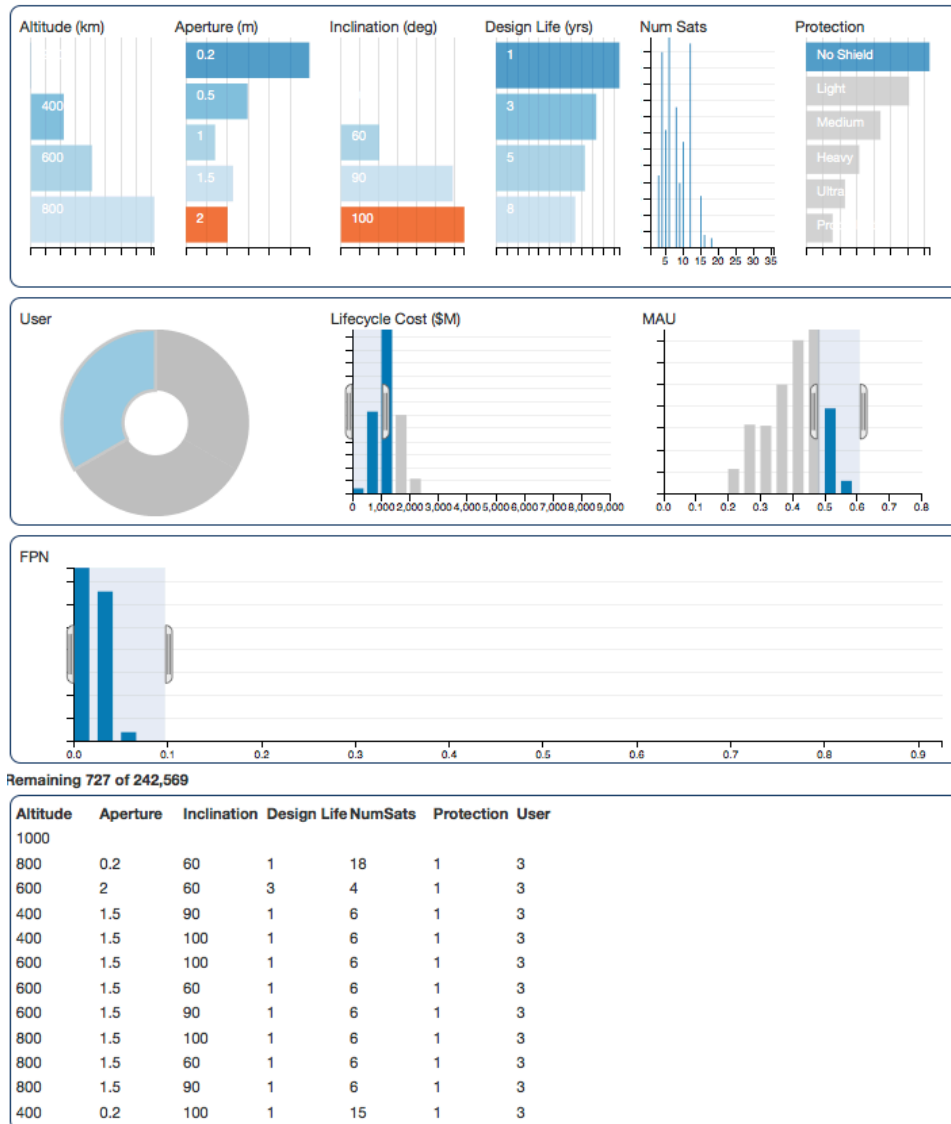 Altitude (km) Aperture (m) Inclination (deg) Design Life (yrs) Num Sats Protection
400
600
800
0.2
0.5
1
1.5
2
60
90
100
1
3
5
8
5 10 15 20 25 30 35
No Shield
Light
Medium
Heavy
Ultra
User Lifecycle Cost ($M) MAU
0 1,000 2,000 3,000 4,000 5,000 6,000 7,000 8,000 9,000
0.0 0.1 0.2 0.3 0.4 0.5 0.6 0.7 0.8
FPN
0.0 0.1 0.2 0.3 0.4 0.5 0.6 0.7 0.8 0.9
Remaining 727 of 242,569
Altitude Aperture Inclination Design Life NumSats Protection User
1000
800 0.2 60 1 18 1 3
600 2 60 3 4 1 3
400 1.5 90 1 6 1 3
400 1.5 100 1 6 1 3
600 1.5 100 1 6 1 3
600 1.5 60 1 6 1 3
600 1.5 90 1 6 1 3
800 1.5 100 1 6 1 3
800 1.5 60 1 6 1 3
800 1.5 90 1 6 1 3
400 0.2 100 1 15 1 3